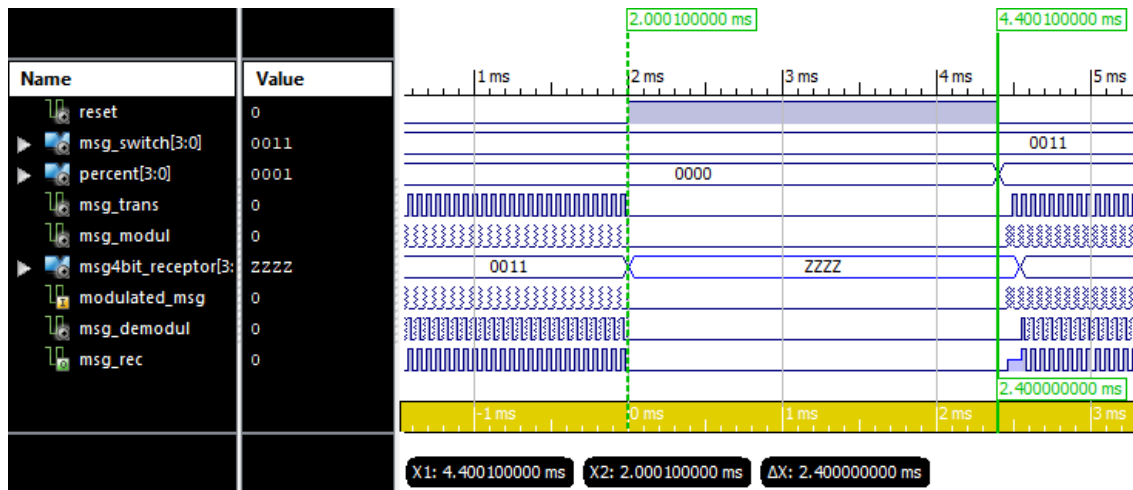 2.000100000 ms 4.400100000 ms
Name Value
1 ms 2 ms 3 ms 4 ms 5 ms
reset 0
msg_switch[3:0] 0011 0011
percent[3:0] 0001 0000
msg_trans 0
msg_modul 0
msg4bit_receptor[3: ZZZZ 0011 ZZZZ
modulated_msg 0
msg_demodul 0
msg_rec 0
2.400000000 ms
-1 ms 0 ms 1 ms 2 ms 3 ms
X1: 4.400100000 ms X2: 2.000100000 ms ΔX: 2.400000000 ms